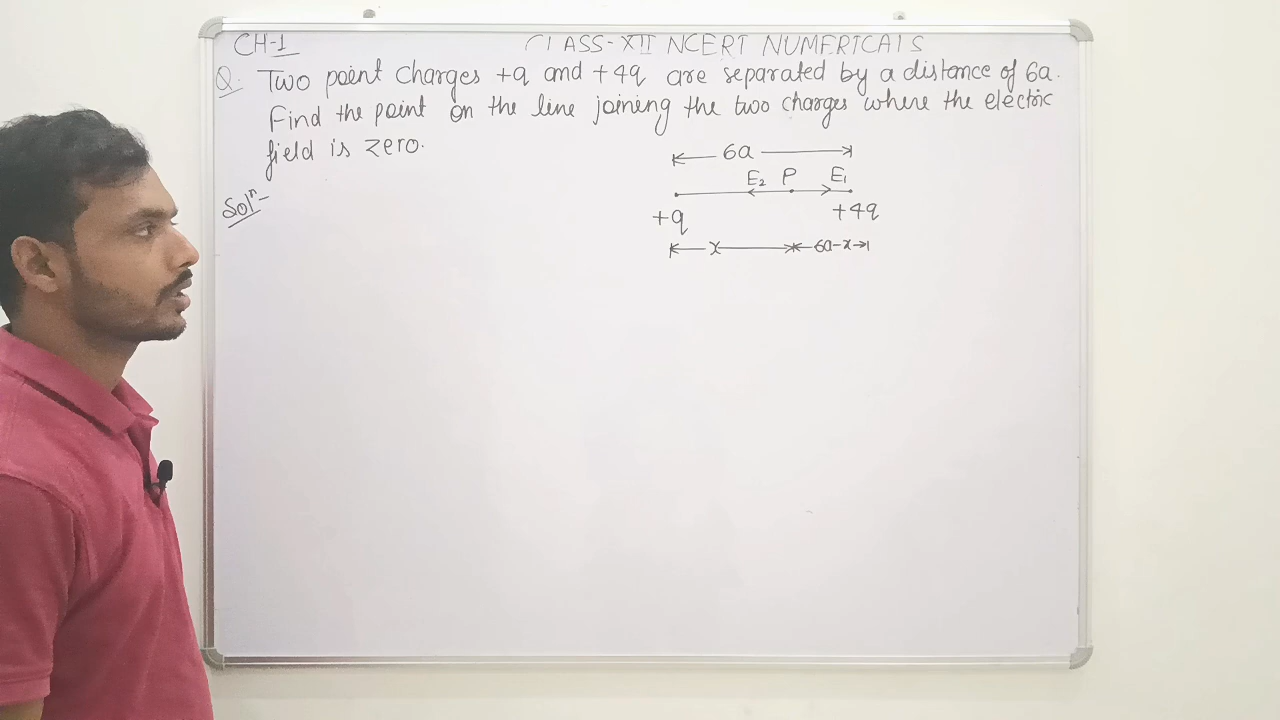 CH-1
CLASS-XII NCERT NUMERICALS
Q. Two point charges +q and +4q are separated by a distance of 6a.
Find the point on the line joining the two charges where the electric
field is zero.
Solⁿ-
6a
E₂ P E₁
+q +4q
x 6a-x